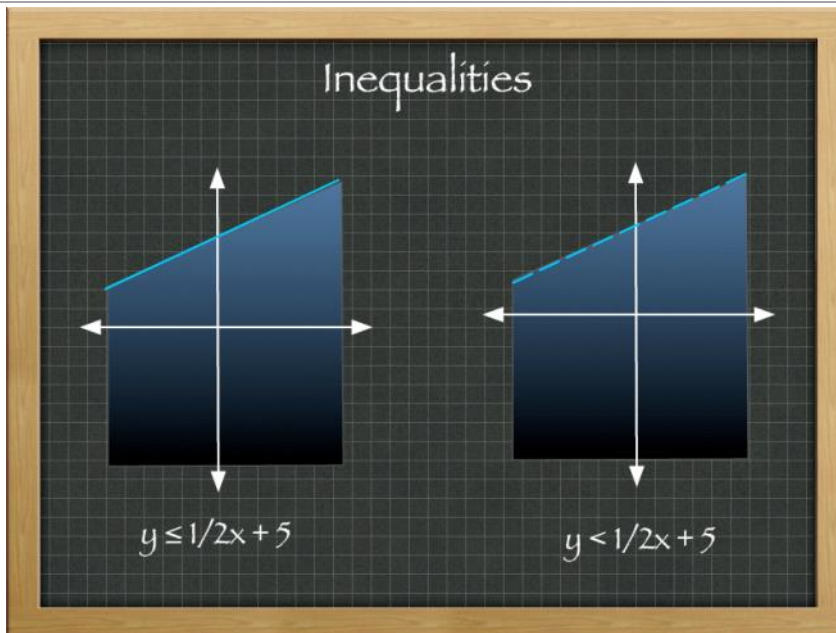 Inequalities
y ≤ 1/2x + 5
y < 1/2x + 5